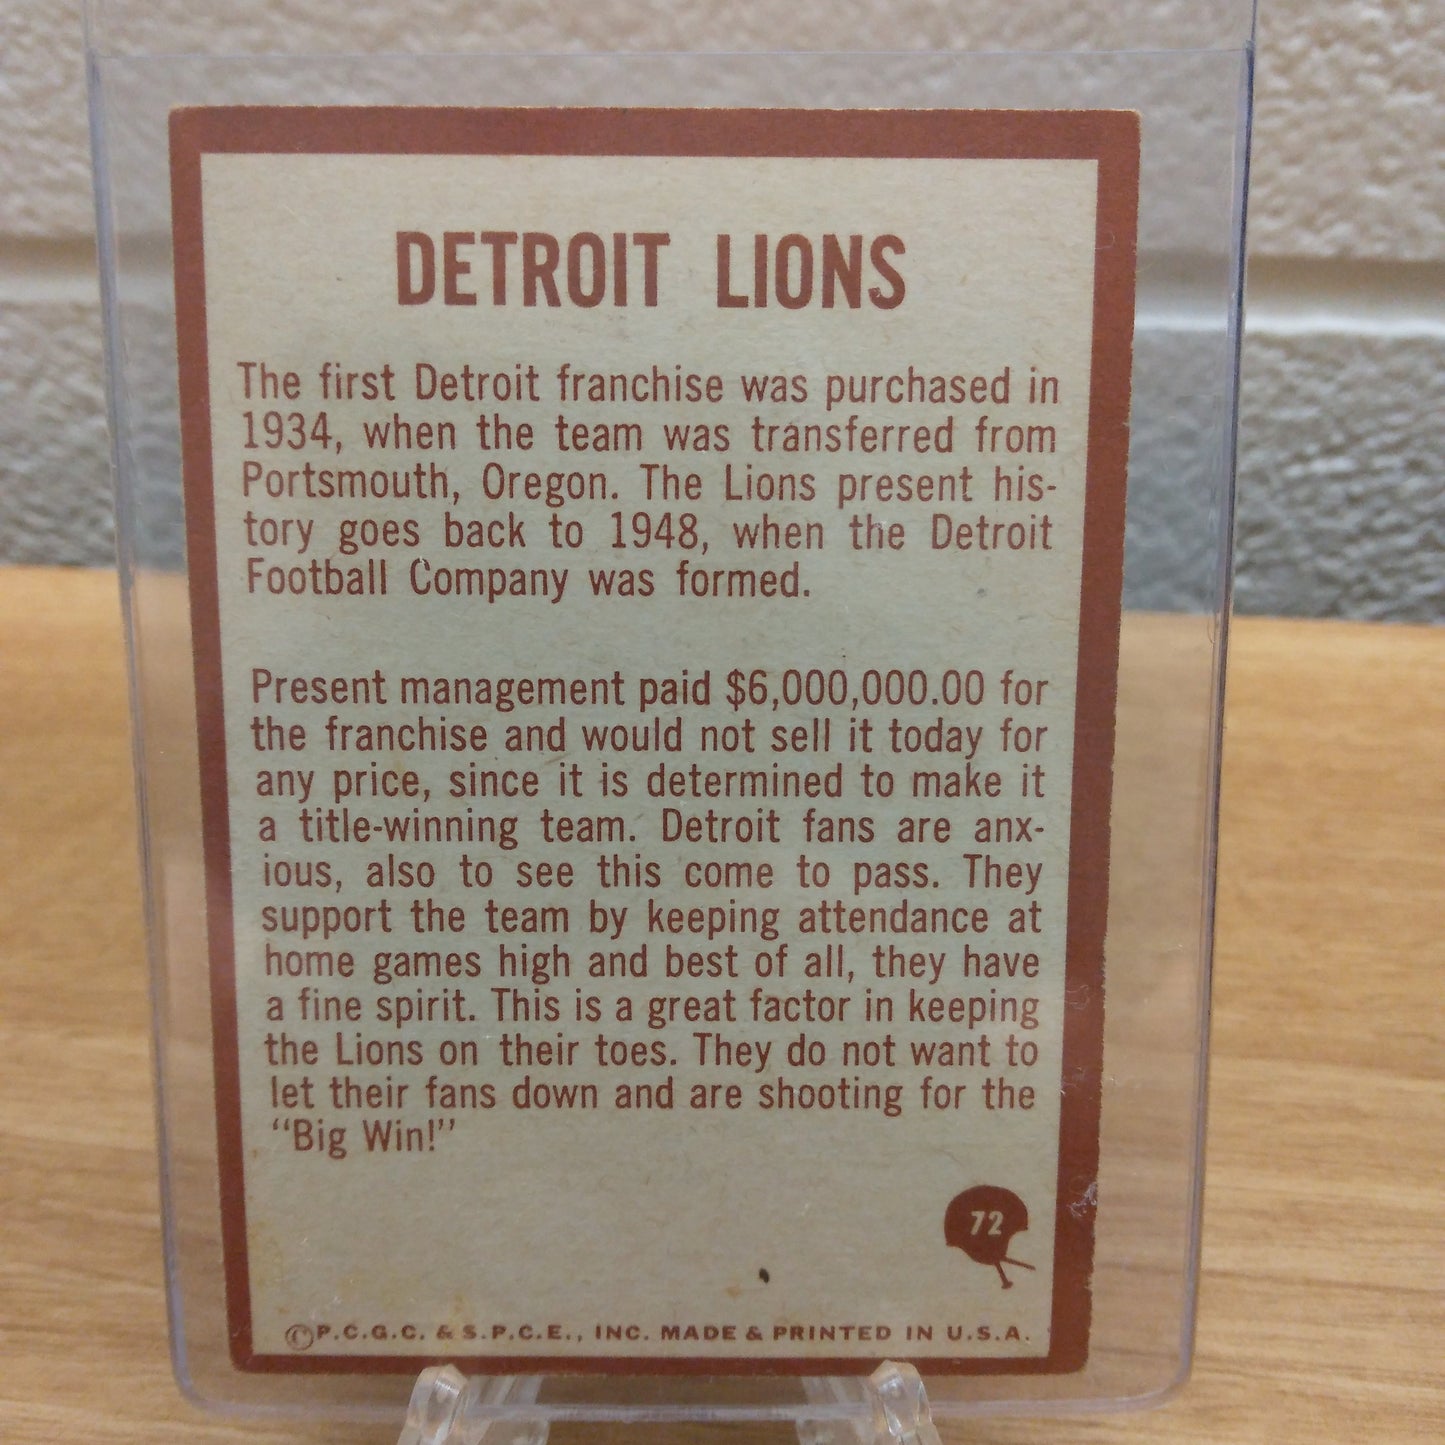 DETROIT LIONS
The first Detroit franchise was purchased in
1934, when the team was transferred from
Portsmouth, Oregon. The Lions present his-
tory goes back to 1948, when the Detroit
Football Company was formed.
Present management paid $6,000,000.00 for
the franchise and would not sell it today for
any price, since it is determined to make it
a title-winning team. Detroit fans are anx-
ious, also to see this come to pass. They
support the team by keeping attendance at
home games high and best of all, they have
a fine spirit. This is a great factor in keeping
the Lions on their toes. They do not want to
let their fans down and are shooting for the
“Big Win!”
72
©P.C.G.C. & S.P.C.E., INC. MADE & PRINTED IN U.S.A.